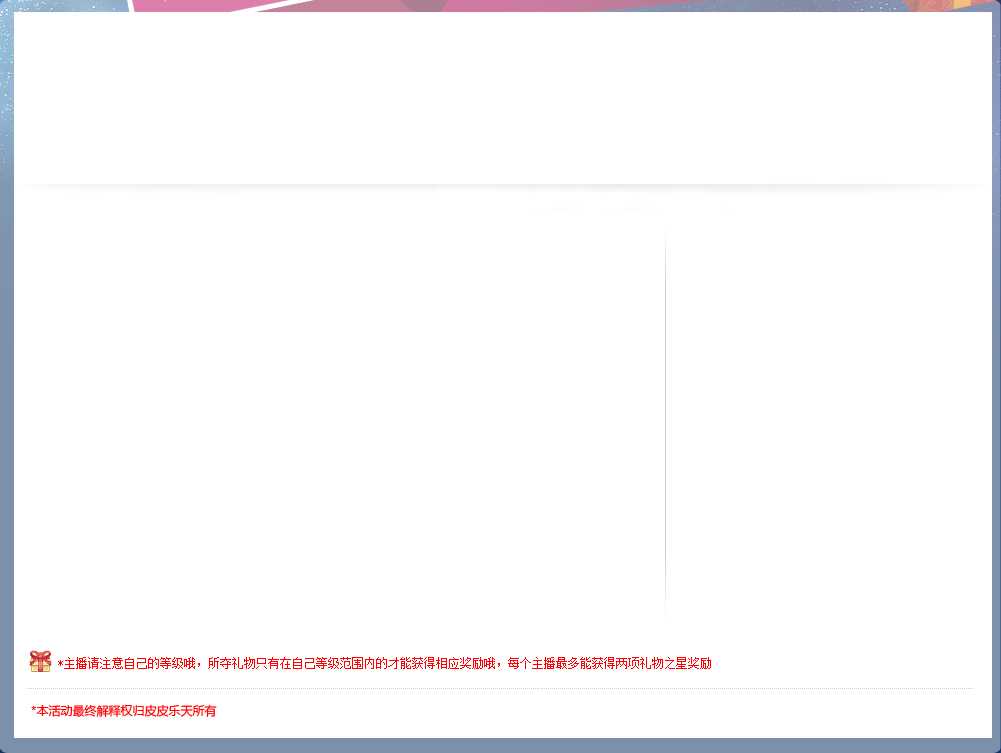 *主播请注意自己的等级哦，所夺礼物只有在自己等级范围内的才能获得相应奖励哦，每个主播最多能获得两项礼物之星奖励
*本活动最终解释权归皮皮乐天所有